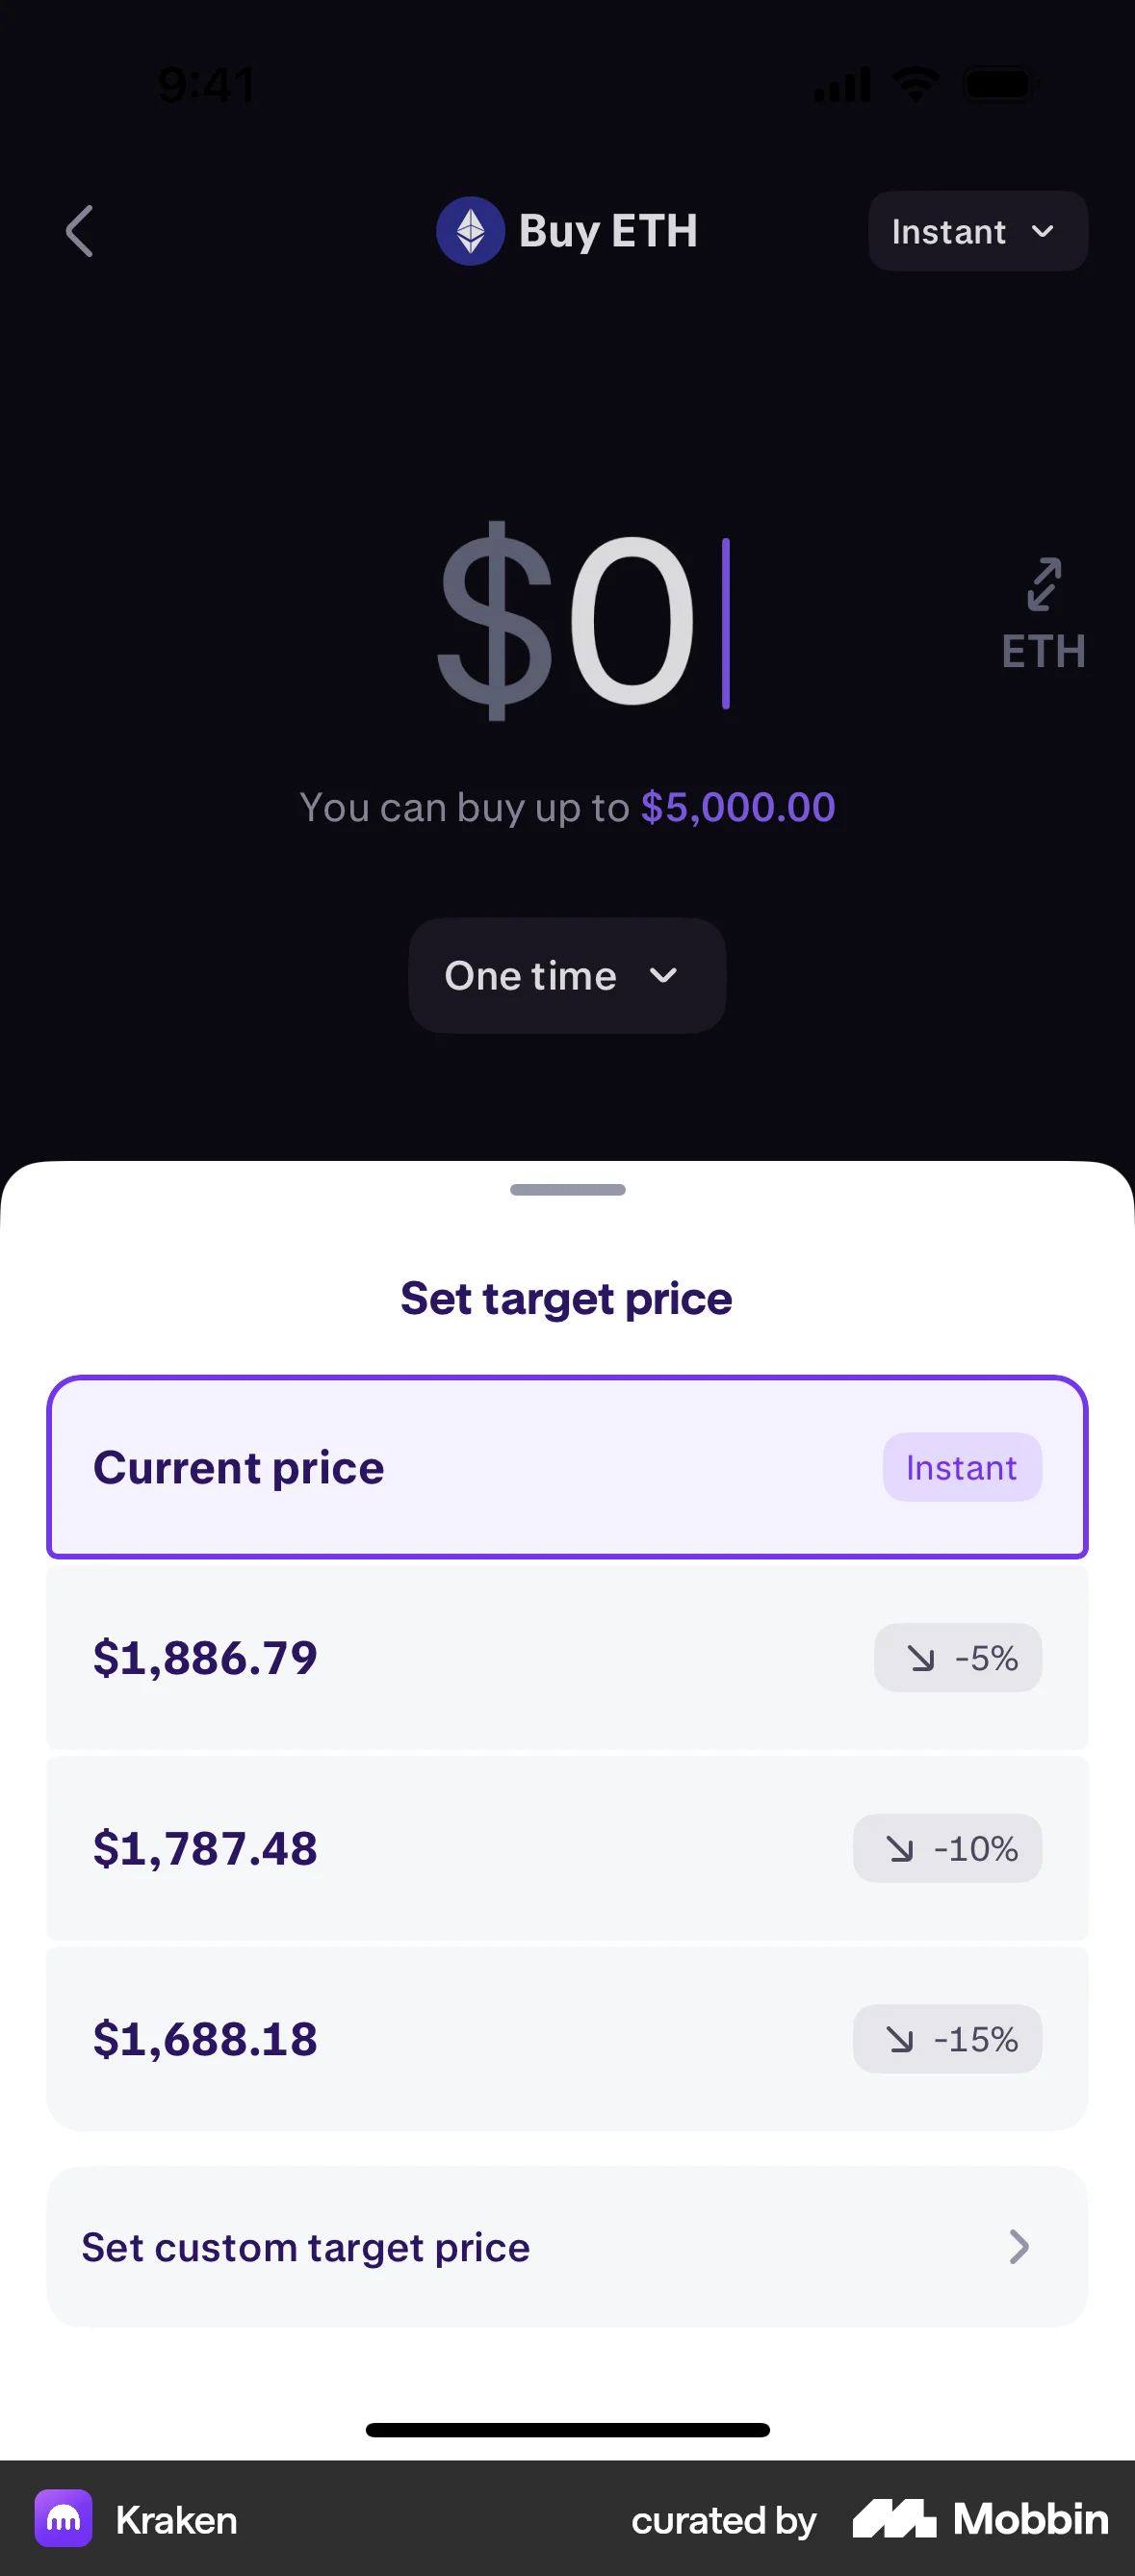 9:41
Buy ETH
Instant
$0
ETH
You can buy up to $5,000.00
One time
Set target price
Current price
Instant
$1,886.79
-5%
$1,787.48
-10%
$1,688.18
-15%
Set custom target price
Kraken
curated by Mobbin